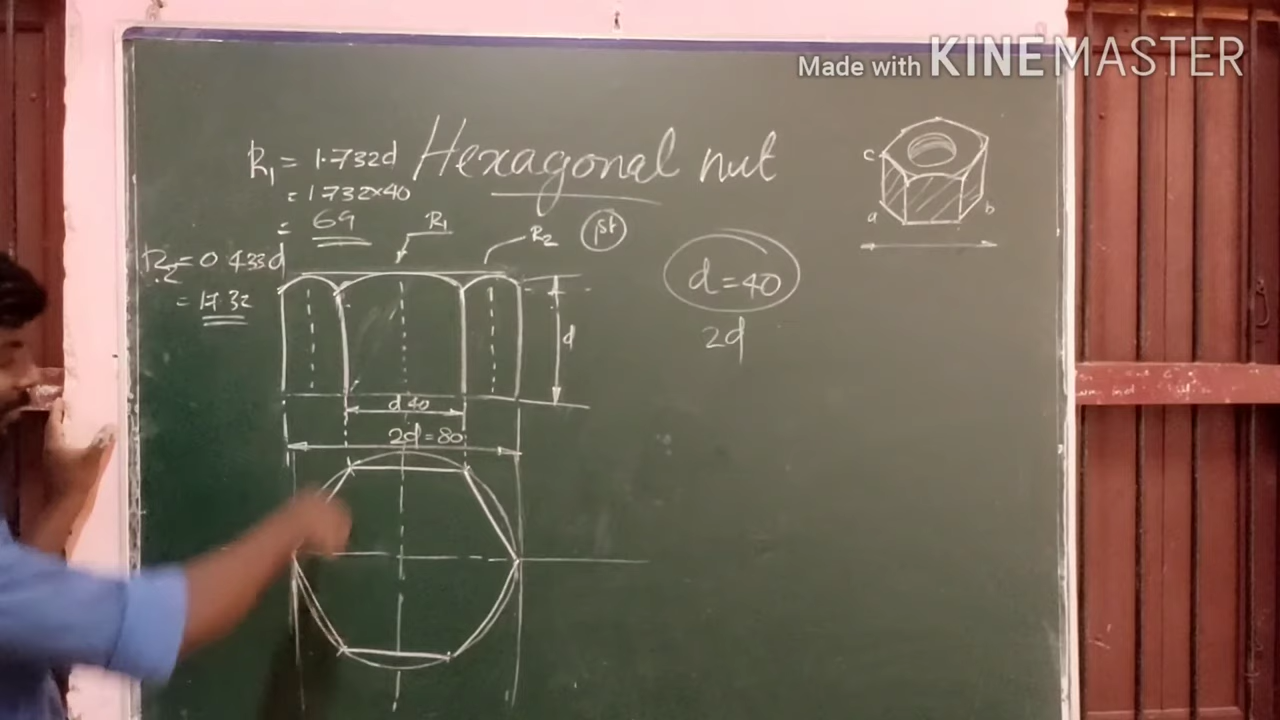 Made with KINEMASTER
R₁ = 1.732d
Hexagonal nut
= 1.732×40
= 69
R₁
R₂
1st
R₂ = 0.433d
= 17.32
d = 40
2d
d
d 40
2d = 80
c
a
b